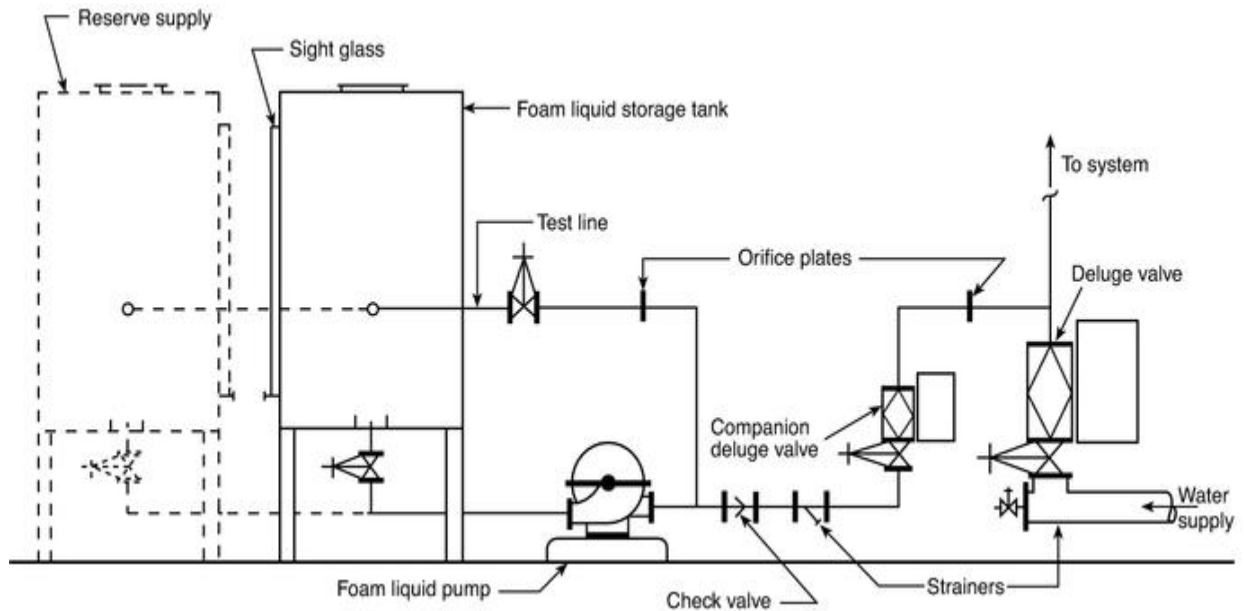 Reserve supply
Sight glass
Foam liquid storage tank
To system
Test line
Orifice plates
Deluge valve
Companion
deluge valve
Water
supply
Foam liquid pump
Check valve
Strainers